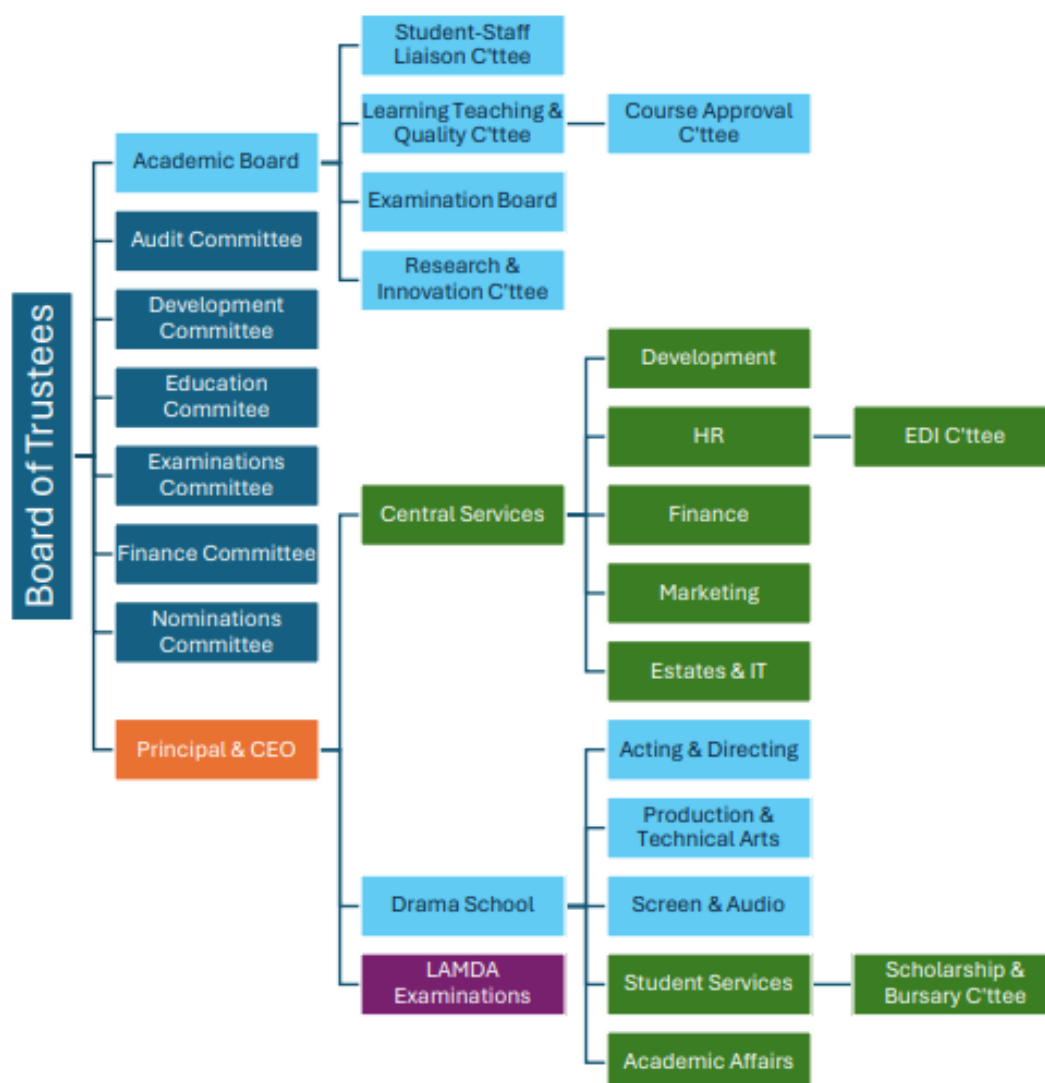 Student-Staff
Liaison C'ttee
Learning Teaching &
Quality C'ttee
Course Approval
C'ttee
Academic Board
Examination Board
Audit Committee
Research &
Innovation C'ttee
Board of Trustees
Development
Committee
Education
Commitee
Examinations
Committee
Finance Committee
Nominations
Committee
Principal & CEO
Development
HR
EDI C'ttee
Central Services
Finance
Marketing
Estates & IT
Acting & Directing
Production &
Technical Arts
Drama School
Screen & Audio
LAMDA
Examinations
Student Services
Scholarship &
Bursary C'ttee
Academic Affairs